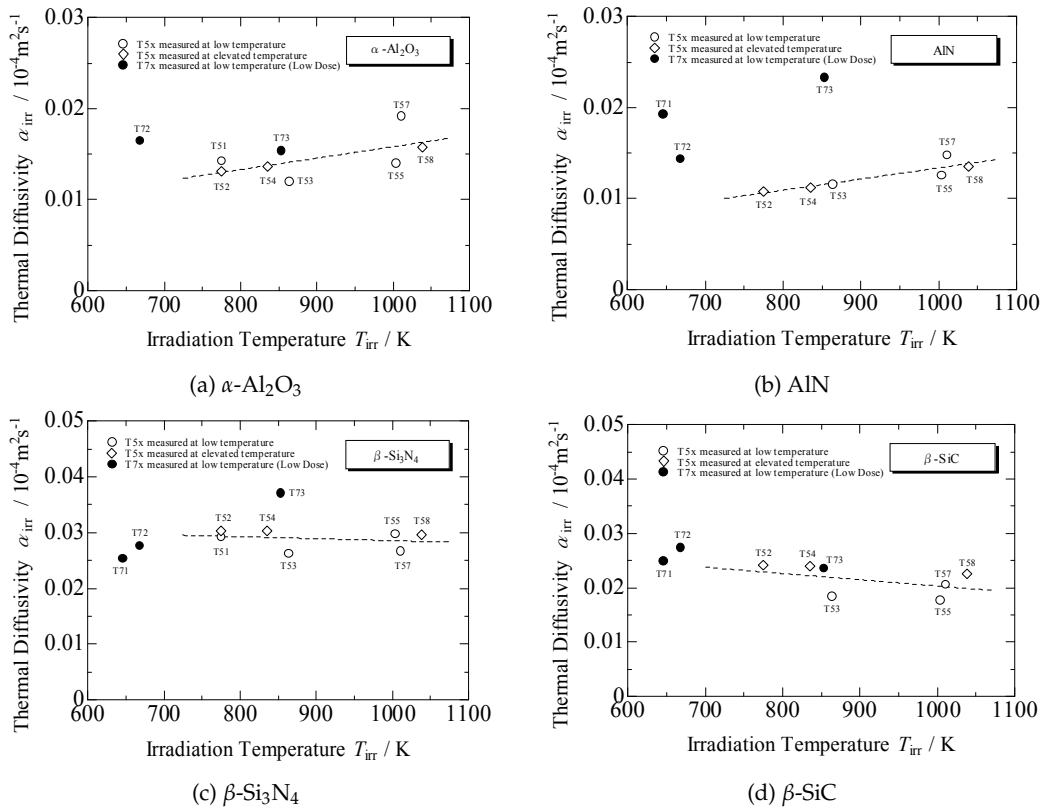 0.03
0.02
0.01
0
600 700 800 900 1000 1100
Thermal Diffusivity α irr / 10-4m2s-1
Irradiation Temperature Tirr / K
T5x measured at low temperature
T5x measured at elevated temperature
T7x measured at low temperature (Low Dose)
α -Al2O3
T72
T51
T52
T54
T73
T53
T57
T55
T58
(a) α-Al2O3
0.03
0.02
0.01
0
600 700 800 900 1000 1100
Thermal Diffusivity α irr / 10-4m2s-1
Irradiation Temperature Tirr / K
T5x measured at low temperature
T5x measured at elevated temperature
T7x measured at low temperature (Low Dose)
AlN
T71
T72
T73
T52
T54
T53
T57
T55
T58
(b) AlN
0.05
0.04
0.03
0.02
0.01
0
600 700 800 900 1000 1100
Thermal Diffusivity α irr / 10-4m2s-1
Irradiation Temperature Tirr / K
T5x measured at low temperature
T5x measured at elevated temperature
T7x measured at low temperature (Low Dose)
β -Si3N4
T72
T71
T52
T51
T54
T73
T53
T55
T57
T58
(c) β-Si3N4
0.05
0.04
0.03
0.02
0.01
0
600 700 800 900 1000 1100
Thermal Diffusivity α irr / 10-4m2s-1
Irradiation Temperature Tirr / K
T5x measured at low temperature
T5x measured at elevated temperature
T7x measured at low temperature (Low Dose)
β -SiC
T72
T71
T52
T54
T73
T53
T57
T55
T58
(d) β-SiC